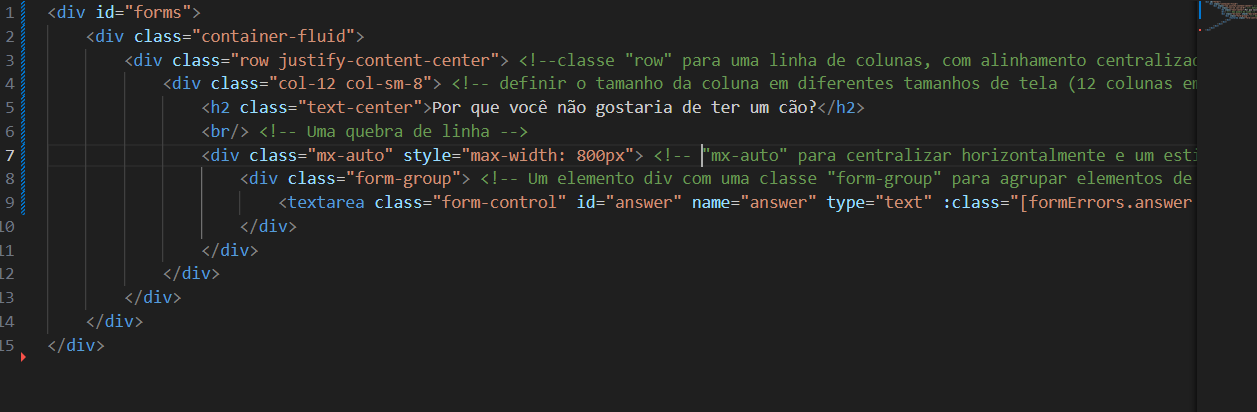 1 <div id="forms">
2 <div class="container-fluid">
3 <div class="row justify-content-center"> <!--classe "row" para uma linha de colunas, com alinhamento centralizad
4 <div class="col-12 col-sm-8"> <!-- definir o tamanho da coluna em diferentes tamanhos de tela (12 colunas em
5 <h2 class="text-center">Por que você não gostaria de ter um cão?</h2>
6 <br/> <!-- Uma quebra de linha -->
7 <div class="mx-auto" style="max-width: 800px"> <!-- "mx-auto" para centralizar horizontalmente e um esti
8 <div class="form-group"> <!-- Um elemento div com uma classe "form-group" para agrupar elementos de
9 <textarea class="form-control" id="answer" name="answer" type="text" :class="[formErrors.answer
10 </div>
11 </div>
12 </div>
13 </div>
14 </div>
15 </div>